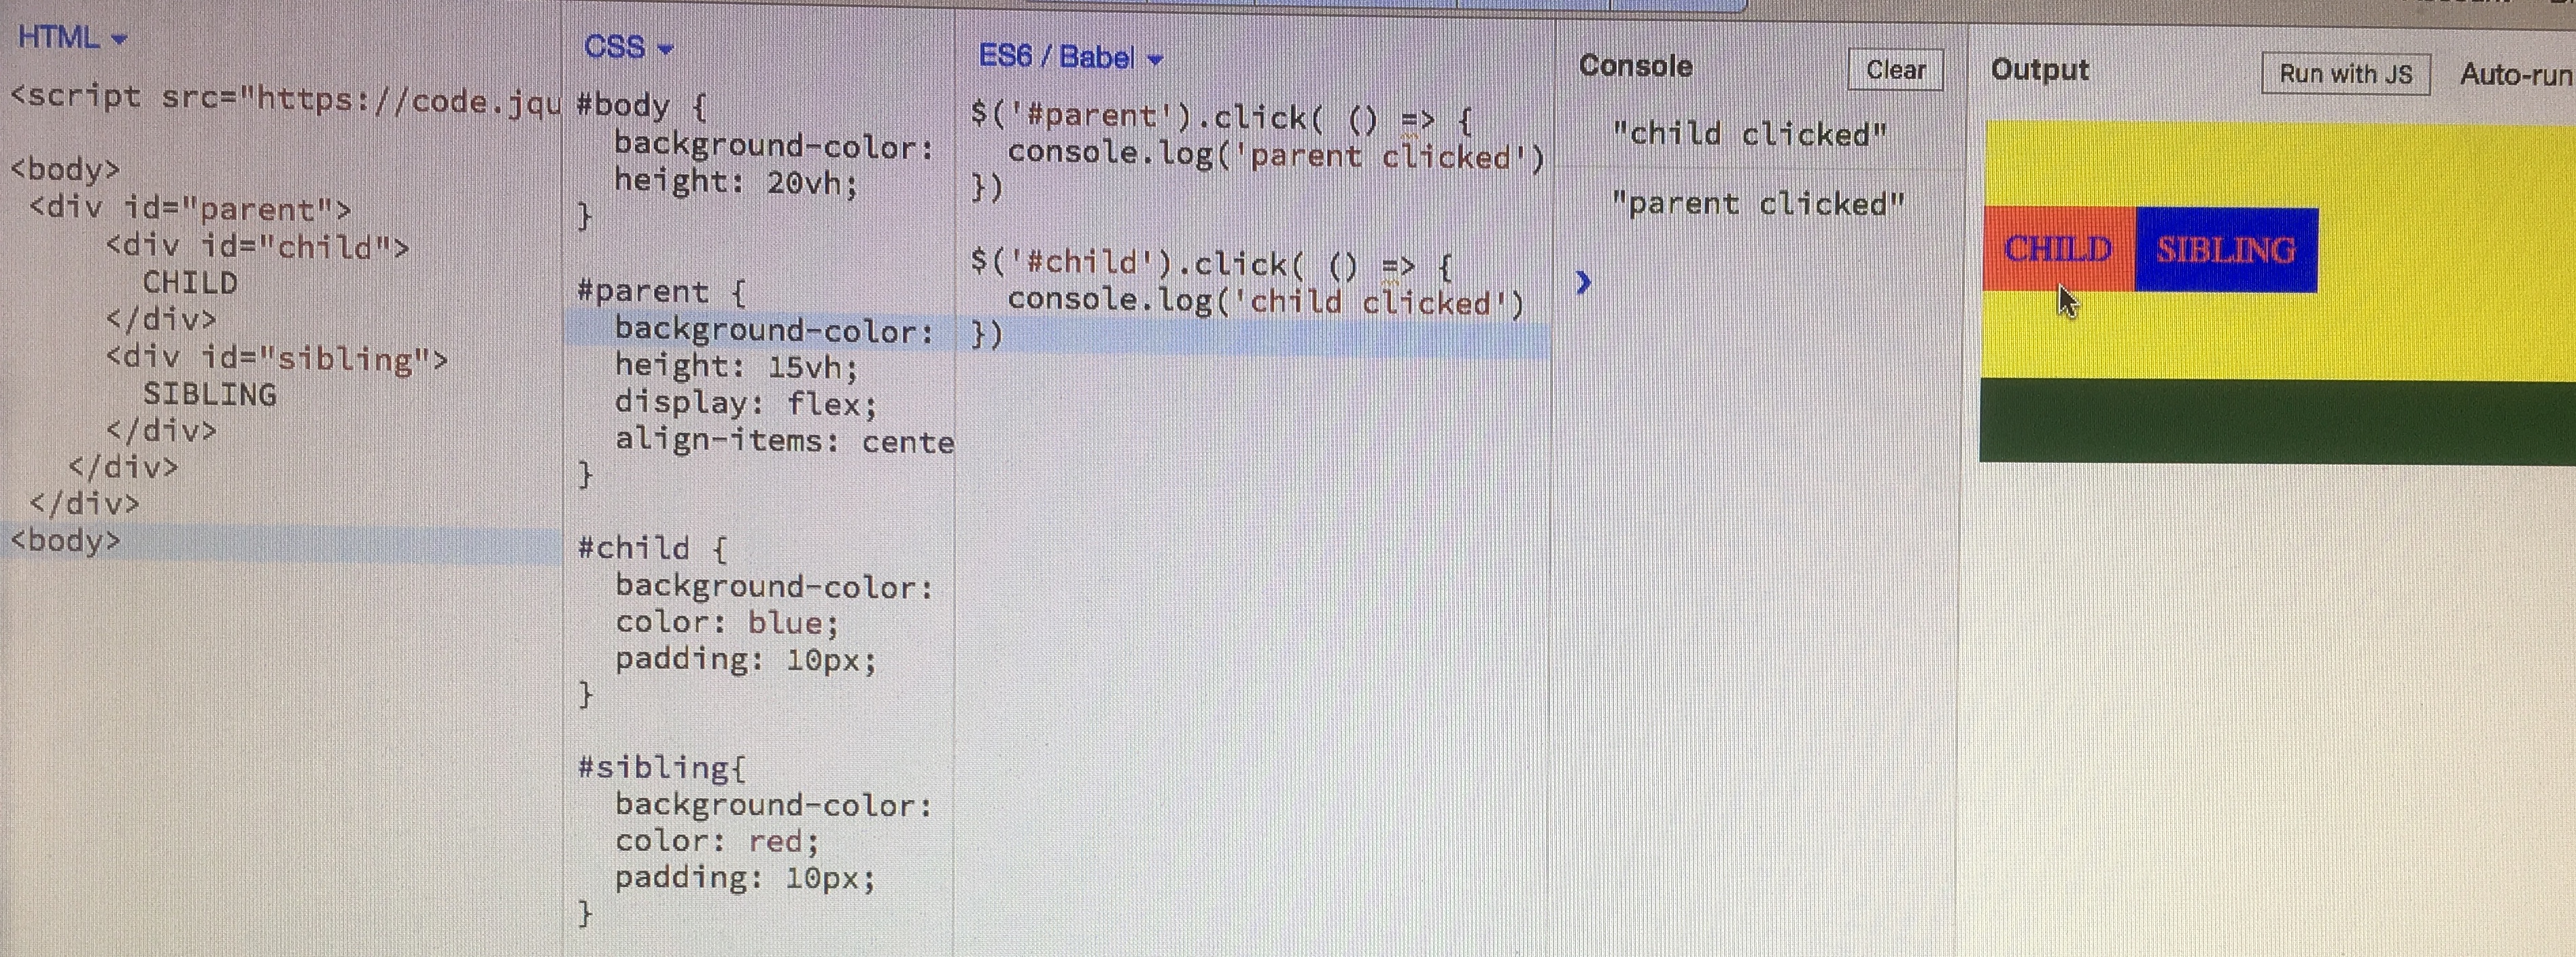 HTML
<script src="https://code.jqu
<body>
<div id="parent">
<div id="child">
CHILD
</div>
<div id="sibling">
SIBLING
</div>
</div>
</div>
<body>
CSS
#body {
background-color:
height: 20vh;
}
#parent {
background-color:
height: 15vh;
display: flex;
align-items: cente
}
#child {
background-color:
color: blue;
padding: 10px;
}
#sibling{
background-color:
color: red;
padding: 10px;
}
ES6 / Babel
$('#parent').click( () => {
console.log('parent clicked')
})
$('#child').click( () => {
console.log('child clicked')
})
Console
Clear
"child clicked"
"parent clicked"
Output
Run with JS
Auto-run
CHILD
SIBLING